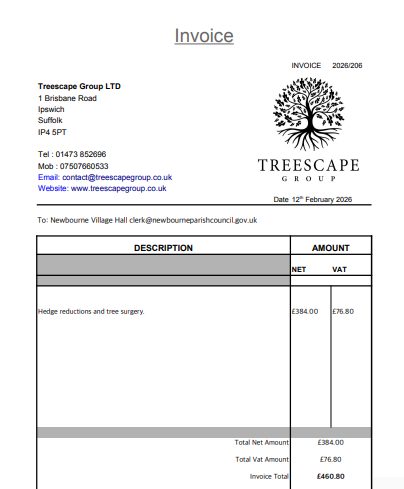 Invoice
INVOICE 2026/206
Treescape Group LTD
1 Brisbane Road
Ipswich
Suffolk
IP4 5PT
Tel : 01473 852696
Mob : 07507660533
Email: contact@treescapegroup.co.uk
Website: www.treescapegroup.co.uk
TREESCAPE
GROUP
Date 12th February 2026
To: Newbourne Village Hall clerk@newbourneparishcouncil.gov.uk
DESCRIPTION AMOUNT
NET VAT
Hedge reductions and tree surgery. £384.00 £76.80
Total Net Amount £384.00
Total Vat Amount £76.80
Invoice Total £460.80